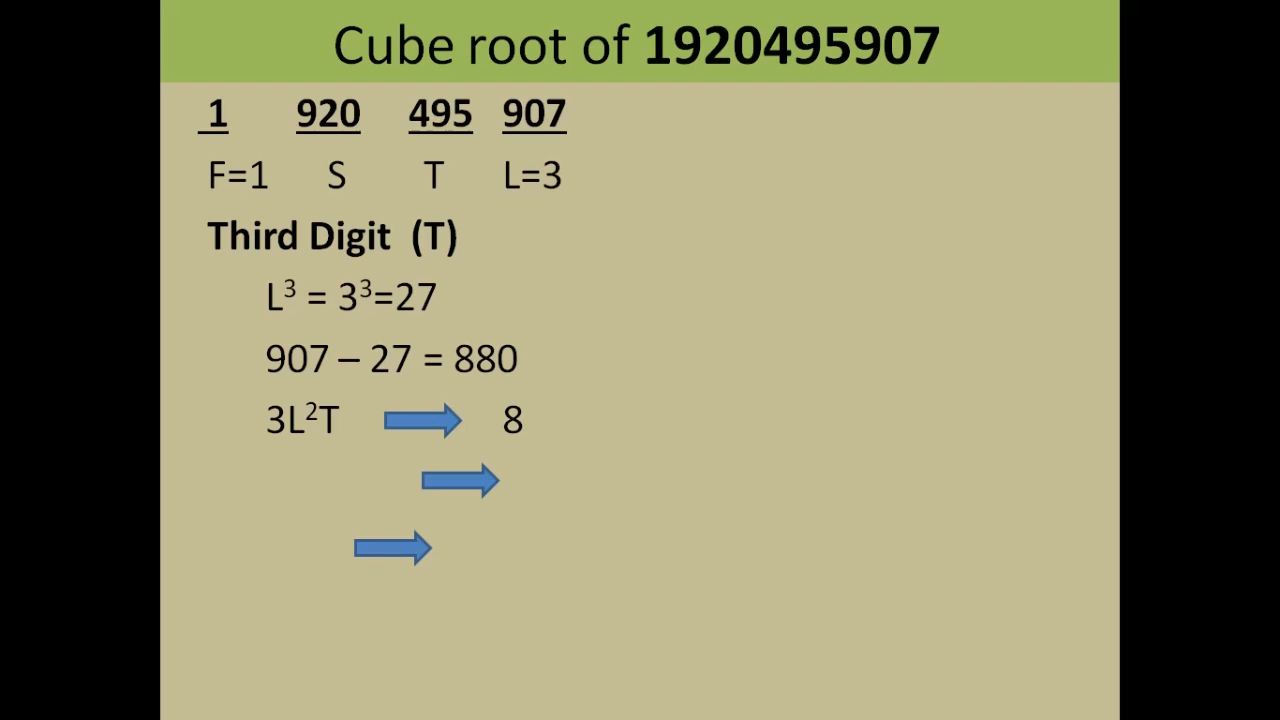 Cube root of 1920495907
1 920 495 907
F=1 S T L=3
Third Digit (T)
L³ = 3³=27
907 – 27 = 880
3L²T 8